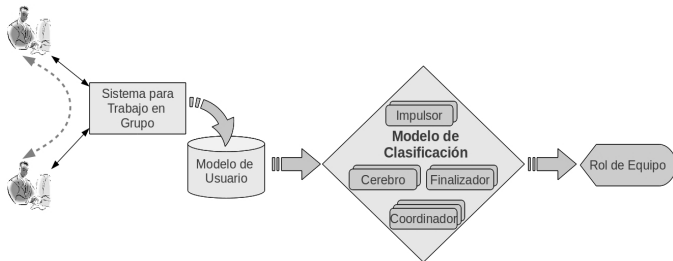 Sistema para
Trabajo en
Grupo
Modelo de
Usuario
Impulsor
Modelo de
Clasificación
Cerebro
Finalizador
Coordinador
Rol de Equipo